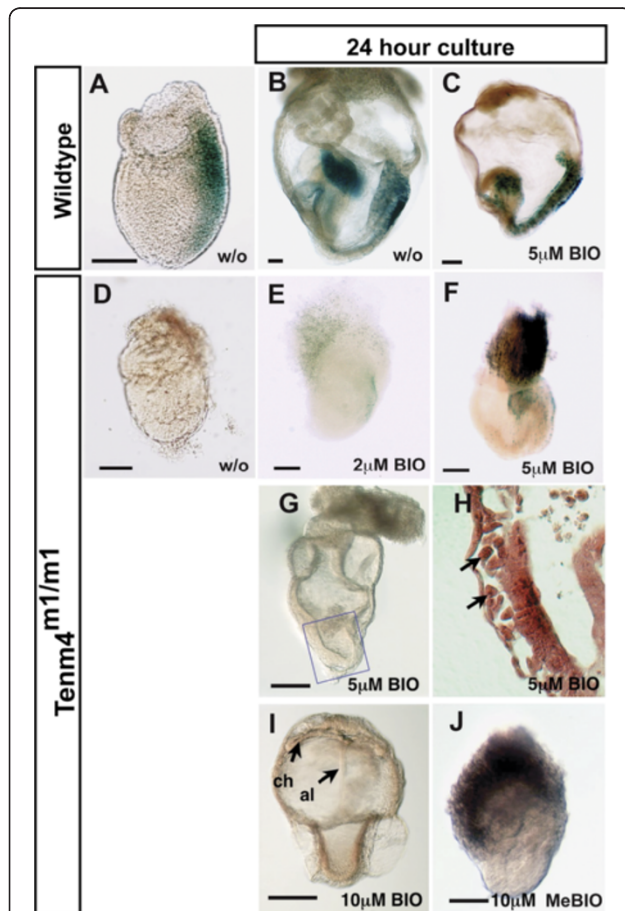 24 hour culture
Wildtype
A
w/o
B
w/o
C
5μM BIO
Tenm4m1/m1
D
w/o
E
2μM BIO
F
5μM BIO
G
5μM BIO
H
5μM BIO
I
ch
al
10μM BIO
J
10μM MeBIO